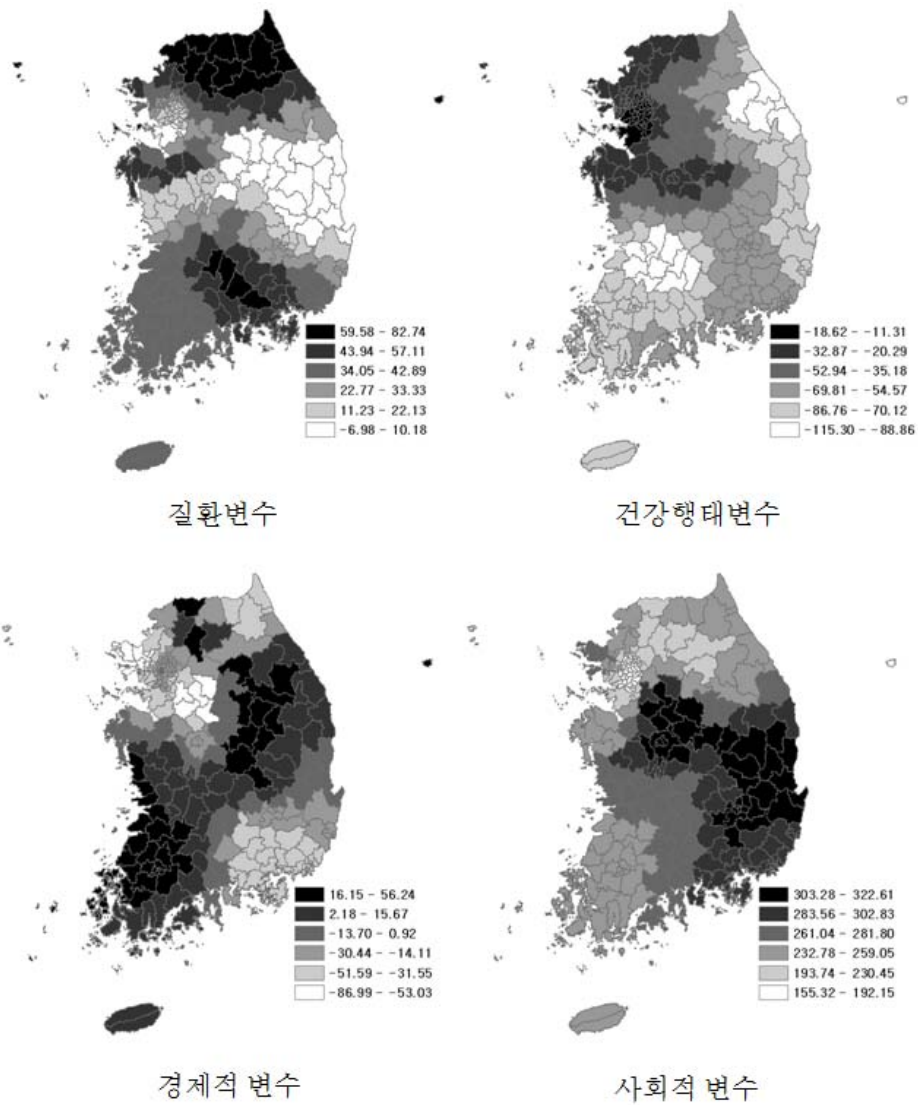 59.58 - 82.74
43.94 - 57.11
34.05 - 42.89
22.77 - 33.33
11.23 - 22.13
-6.98 - 10.18
질환변수
-18.62 - -11.31
-32.87 - -20.29
-52.94 - -35.18
-69.81 - -54.57
-86.76 - -70.12
-115.30 - -88.86
건강행태변수
16.15 - 56.24
2.18 - 15.67
-13.70 - 0.92
-30.44 - -14.11
-51.59 - -31.55
-86.99 - -53.03
경제적 변수
303.28 - 322.61
283.56 - 302.83
261.04 - 281.80
232.78 - 259.05
193.74 - 230.45
155.32 - 192.15
사회적 변수